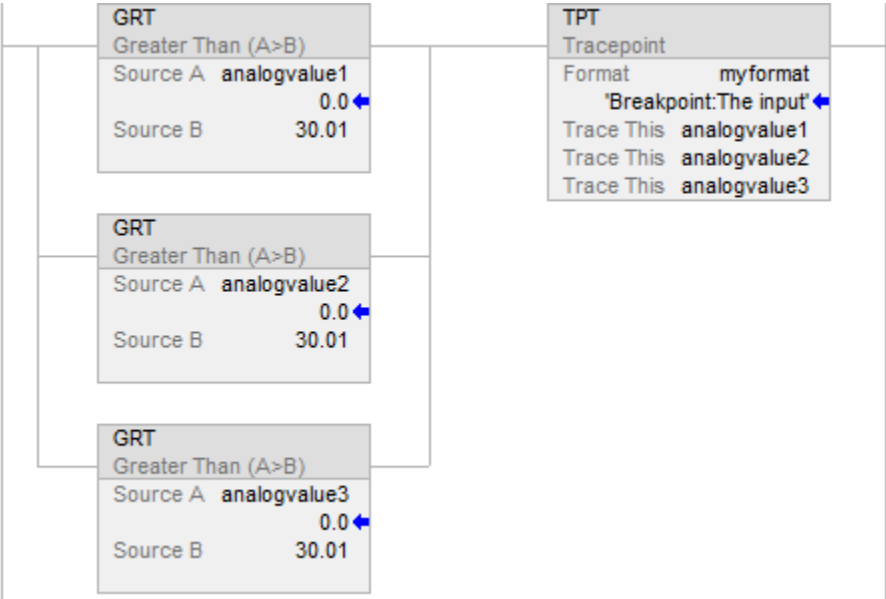 GRT
Greater Than (A>B)
Source A analogvalue1
0.0
Source B 30.01
TPT
Tracepoint
Format myformat
'Breakpoint:The input'
Trace This analogvalue1
Trace This analogvalue2
Trace This analogvalue3
GRT
Greater Than (A>B)
Source A analogvalue2
0.0
Source B 30.01
GRT
Greater Than (A>B)
Source A analogvalue3
0.0
Source B 30.01